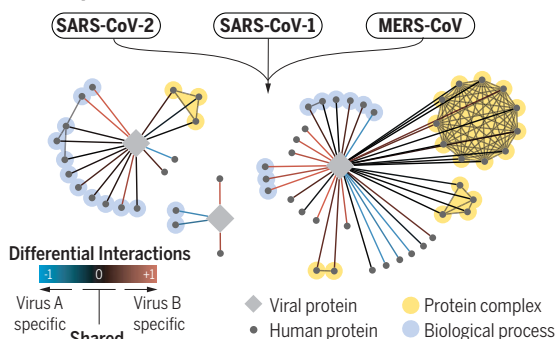 SARS-CoV-2 SARS-CoV-1 MERS-CoV
Differential Interactions
-1 0 +1
Virus A Virus B
specific specific
Shared
Viral protein Protein complex
Human protein Biological process